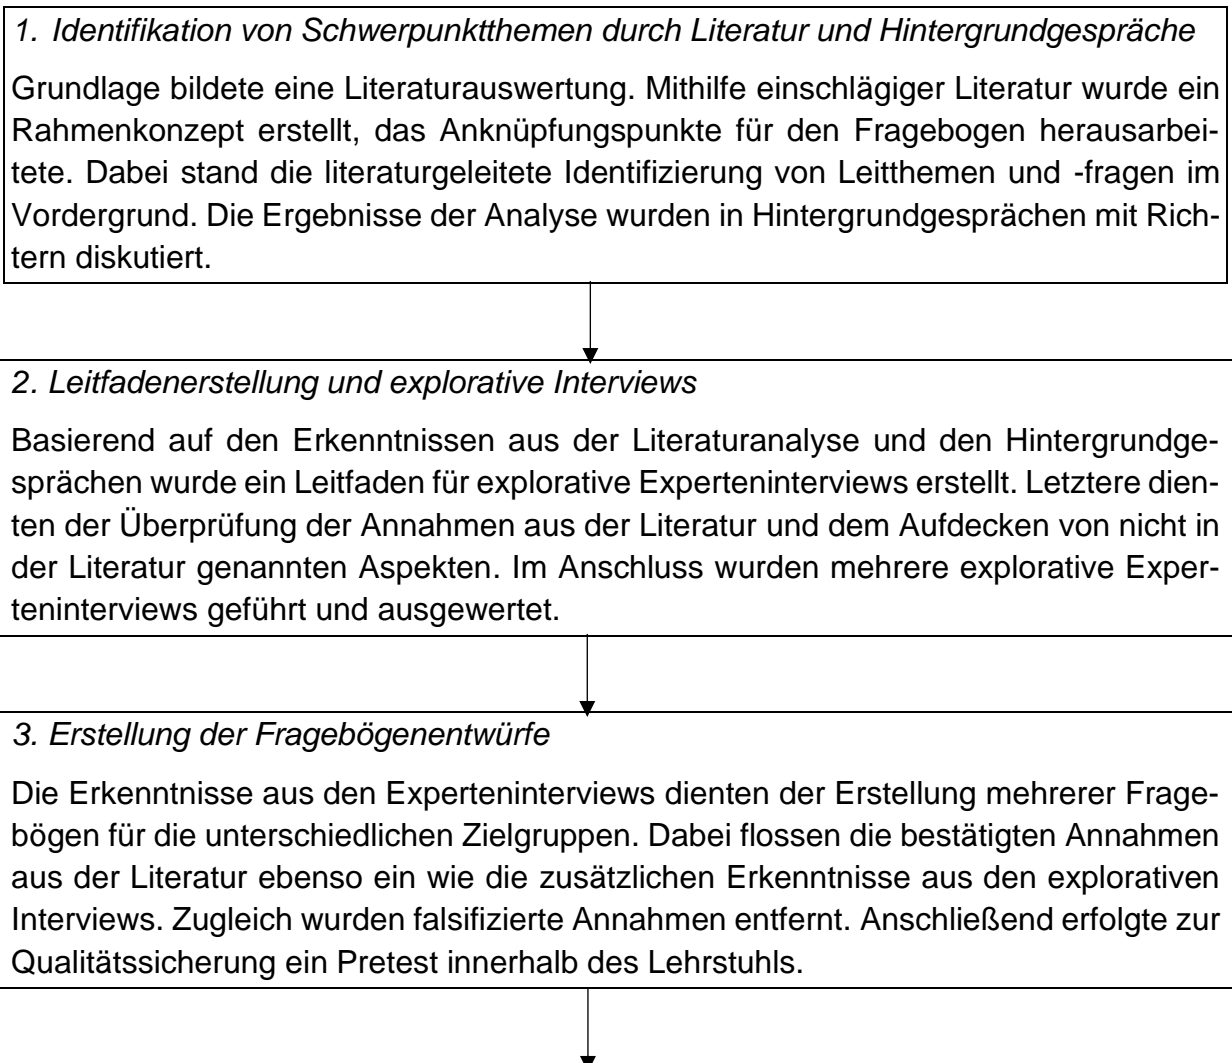 1. Identifikation von Schwerpunktthemen durch Literatur und Hintergrundgespräche
Grundlage bildete eine Literaturauswertung. Mithilfe einschlägiger Literatur wurde ein
Rahmenkonzept erstellt, das Anknüpfungspunkte für den Fragebogen herausarbei-
tete. Dabei stand die literaturgeleitete Identifizierung von Leitthemen und -fragen im
Vordergrund. Die Ergebnisse der Analyse wurden in Hintergrundgesprächen mit Rich-
tern diskutiert.
2. Leitfadenerstellung und explorative Interviews
Basierend auf den Erkenntnissen aus der Literaturanalyse und den Hintergrundge-
sprächen wurde ein Leitfaden für explorative Experteninterviews erstellt. Letztere dien-
ten der Überprüfung der Annahmen aus der Literatur und dem Aufdecken von nicht in
der Literatur genannten Aspekten. Im Anschluss wurden mehrere explorative Exper-
teninterviews geführt und ausgewertet.
3. Erstellung der Fragebögenentwürfe
Die Erkenntnisse aus den Experteninterviews dienten der Erstellung mehrerer Frage-
bögen für die unterschiedlichen Zielgruppen. Dabei flossen die bestätigten Annahmen
aus der Literatur ebenso ein wie die zusätzlichen Erkenntnisse aus den explorativen
Interviews. Zugleich wurden falsifizierte Annahmen entfernt. Anschließend erfolgte zur
Qualitätssicherung ein Pretest innerhalb des Lehrstuhls.